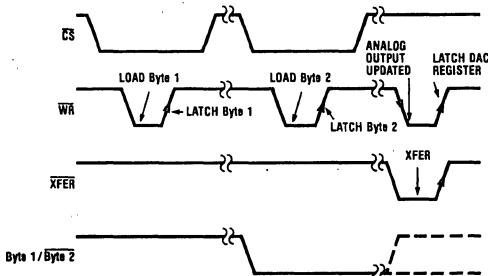 CS
ANALOG
OUTPUT
UPDATED
LATCH DAC
REGISTER
LOAD Byte 1
LOAD Byte 2
WR
LATCH Byte 1
LATCH Byte 2
XFER
XFER
Byte 1/Byte 2